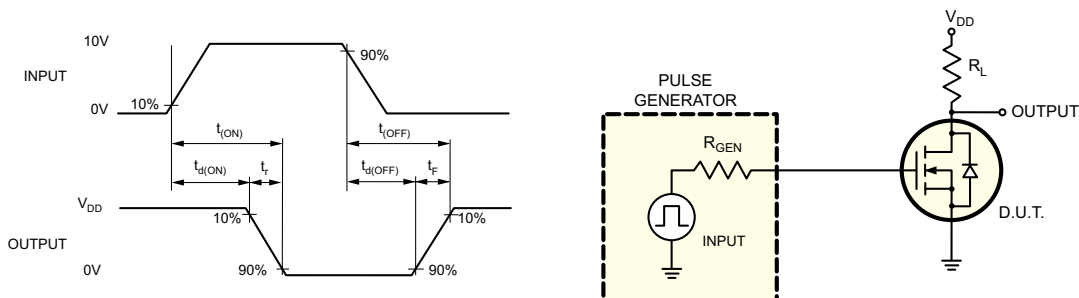 10V
INPUT
0V
10%
90%
t(ON)
t(OFF)
td(ON)
tr
td(OFF)
tF
VDD
OUTPUT
0V
10%
90%
90%
10%
PULSE
GENERATOR
RGEN
INPUT
VDD
RL
OUTPUT
D.U.T.